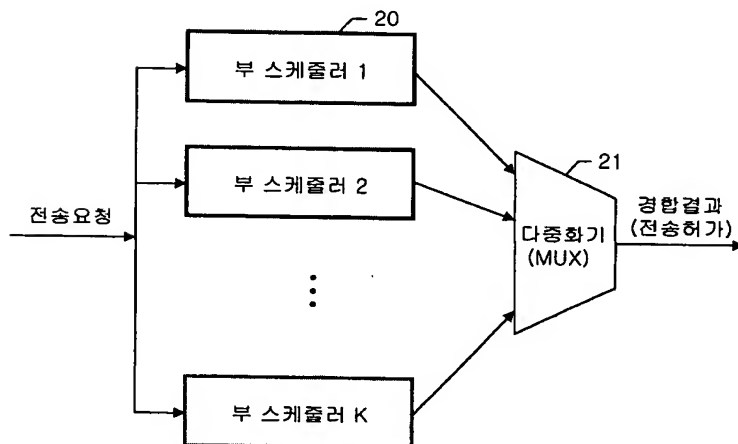 20
부 스케줄러 1
부 스케줄러 2
전송요청
21
다중화기
(MUX)
경합결과
(전송허가)
부 스케줄러 K